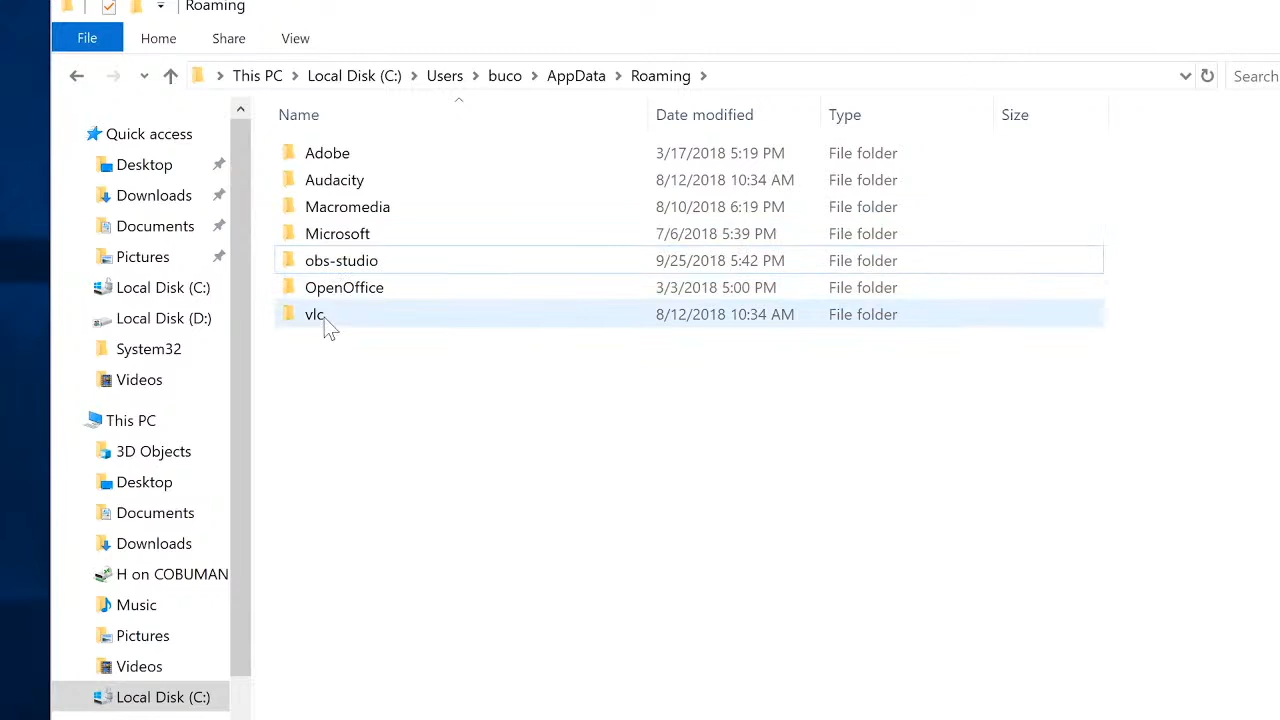 Roaming
File Home Share View
This PC Local Disk (C:) Users buco AppData Roaming
Search
Name Date modified Type Size
Adobe 3/17/2018 5:19 PM File folder
Audacity 8/12/2018 10:34 AM File folder
Macromedia 8/10/2018 6:19 PM File folder
Microsoft 7/6/2018 5:39 PM File folder
obs-studio 9/25/2018 5:42 PM File folder
OpenOffice 3/3/2018 5:00 PM File folder
vlc 8/12/2018 10:34 AM File folder
Quick access
Desktop
Downloads
Documents
Pictures
Local Disk (C:)
Local Disk (D:)
System32
Videos
This PC
3D Objects
Desktop
Documents
Downloads
H on COBUMAN
Music
Pictures
Videos
Local Disk (C:)